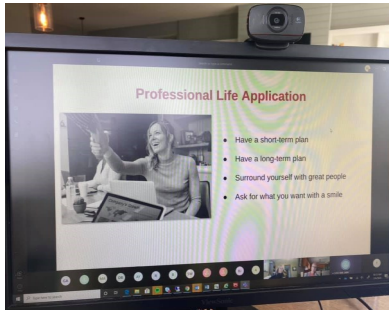 Professional Life Application
Have a short-term plan
Have a long-term plan
Surround yourself with great people
Ask for what you want with a smile